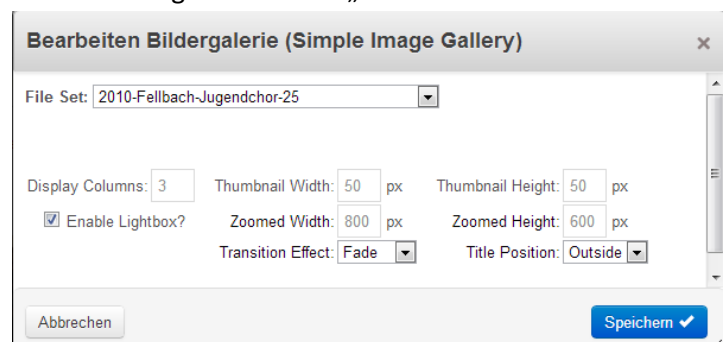 Bearbeiten Bildergalerie (Simple Image Gallery) ×
File Set: 2010-Fellbach-Jugendchor-25
Display Columns: 3 Thumbnail Width: 50 px Thumbnail Height: 50 px
Enable Lightbox? Zoomed Width: 800 px Zoomed Height: 600 px
Transition Effect: Fade Title Position: Outside
Abbrechen Speichern ✔